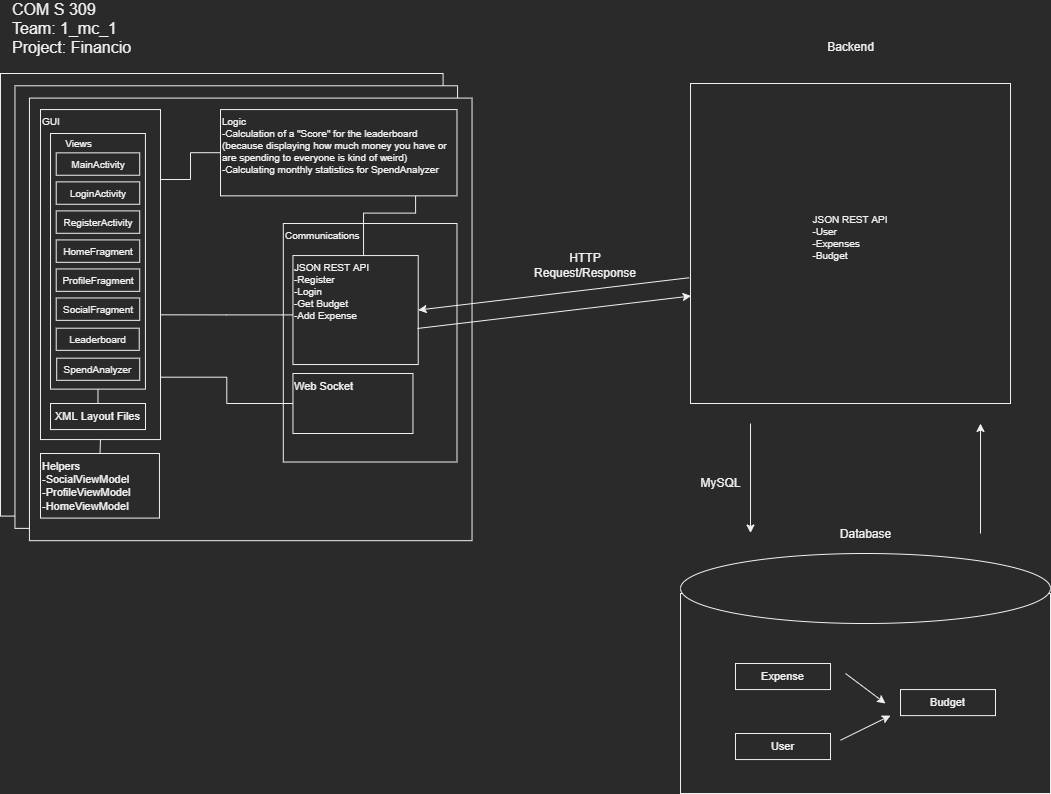 COM S 309
Team: 1_mc_1
Project: Financio
Backend
GUI
Views
MainActivity
LoginActivity
RegisterActivity
HomeFragment
ProfileFragment
SocialFragment
Leaderboard
SpendAnalyzer
XML Layout Files
Helpers
-SocialViewModel
-ProfileViewModel
-HomeViewModel
Logic
-Calculation of a "Score" for the leaderboard
(because displaying how much money you have or
are spending to everyone is kind of weird)
-Calculating monthly statistics for SpendAnalyzer
Communications
JSON REST API
-Register
-Login
-Get Budget
-Add Expense
Web Socket
HTTP
Request/Response
JSON REST API
-User
-Expenses
-Budget
MySQL
Database
Expense
Budget
User